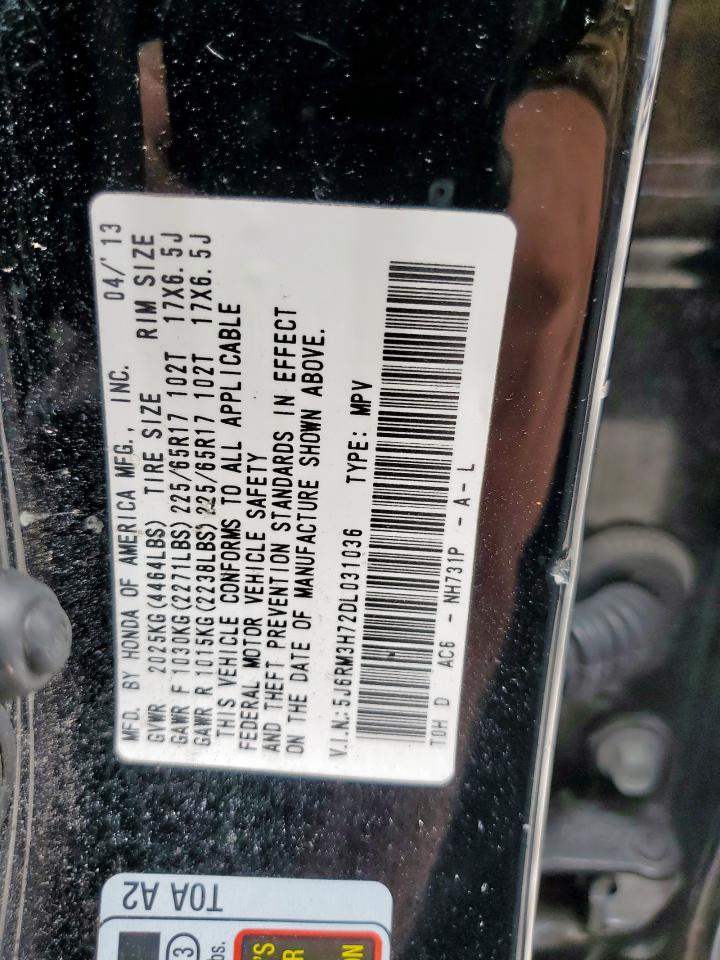 MFD. BY HONDA OF AMERICA MFG., INC. 04/'13
GVWR 2025KG(4464LBS) TIRE SIZE RIM SIZE
GAWR F 1030KG(2271LBS) 225/65R17 102T 17X6.5J
GAWR R 1015KG(2238LBS) 225/65R17 102T 17X6.5J
THIS VEHICLE CONFORMS TO ALL APPLICABLE
FEDERAL MOTOR VEHICLE SAFETY
AND THEFT PREVENTION STANDARDS IN EFFECT
ON THE DATE OF MANUFACTURE SHOWN ABOVE.
V.I.N.: 5J6RM3H72DL031036 TYPE: MPV
T0H D AC6 - NH731P - A - L
T0A A2
3
bs.
'S
R
ON